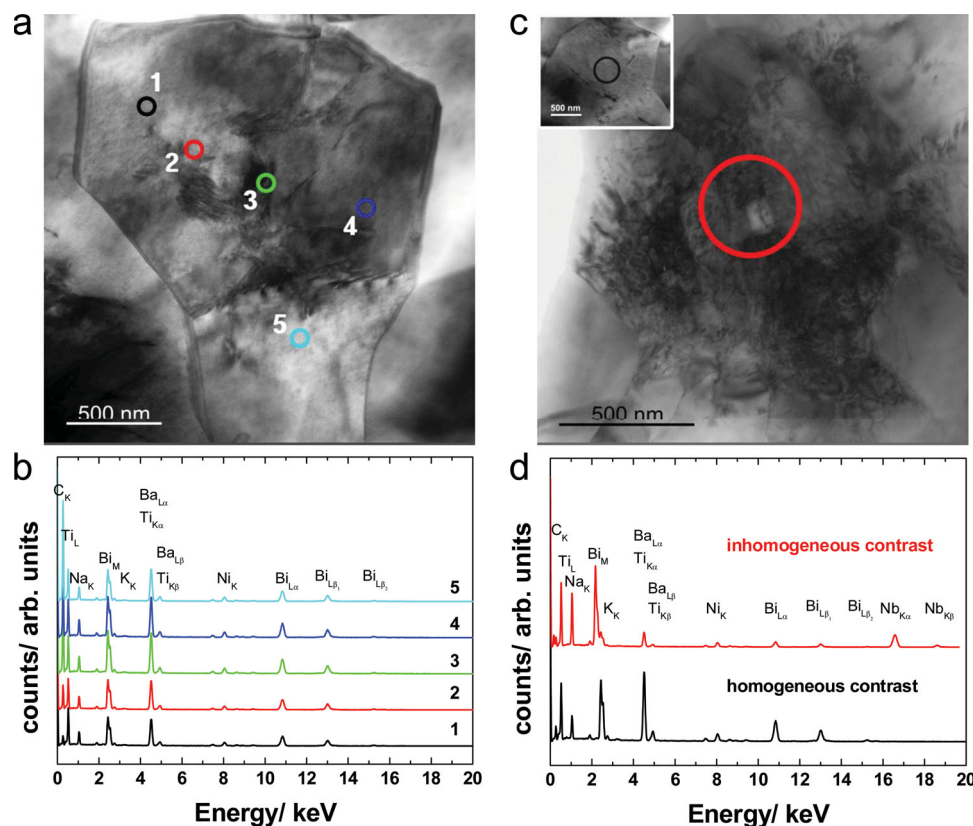 a
1
2
3
4
5
500 nm
c
500 nm
500 nm
b
counts/ arb. units
C_K
Ti_L
Na_K
Bi_M
K_K
Ba_Lα
Ti_Kα
Ba_Lβ
Ti_Kβ
Ni_K
Bi_Lα
Bi_Lβ1
Bi_Lβ2
5
4
3
2
1
0 2 4 6 8 10 12 14 16 18 20
Energy/ keV
d
counts/ arb. units
C_K
Ti_L
Na_K
Bi_M
K_K
Ba_Lα
Ti_Kα
Ba_Lβ
Ti_Kβ
Ni_K
Bi_Lα
Bi_Lβ1
Bi_Lβ2
Nb_Kα
Nb_Kβ
inhomogeneous contrast
homogeneous contrast
0 2 4 6 8 10 12 14 16 18 20
Energy/ keV